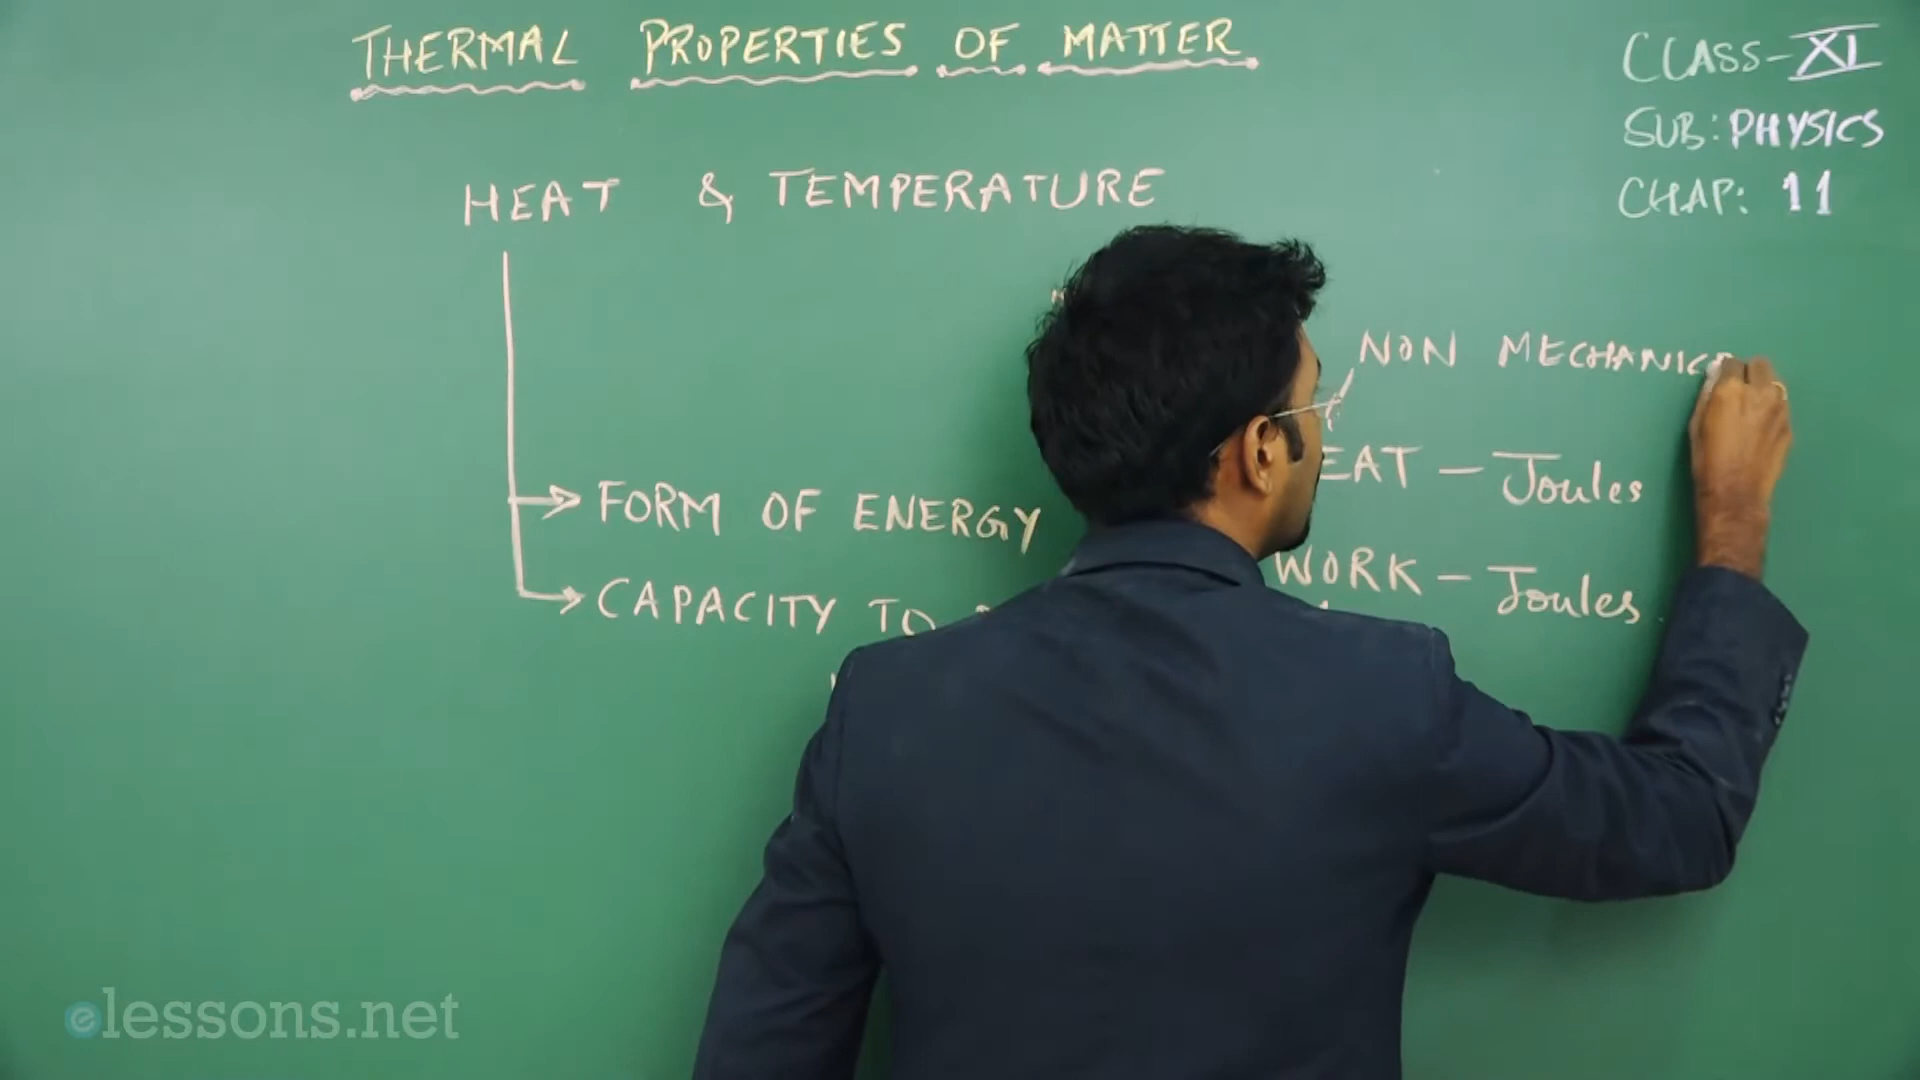 THERMAL PROPERTIES OF MATTER
CLASS-XI
SUB: PHYSICS
CHAP: 11
HEAT & TEMPERATURE
NON MECHANIC
EAT - Joules
FORM OF ENERGY
WORK - Joules
CAPACITY TO
elessons.net